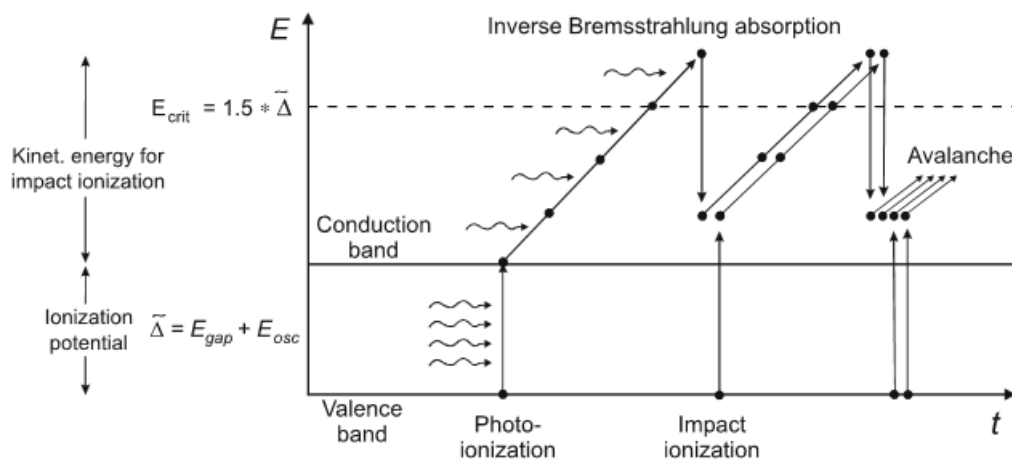 E
Inverse Bremsstrahlung absorption
E_crit = 1.5 * Δ̃
Kinet. energy for
impact ionization
Avalanche
Conduction
band
Ionization
potential
Δ̃ = E_gap + E_osc
Valence
band
Photo-
ionization
Impact
ionization
t